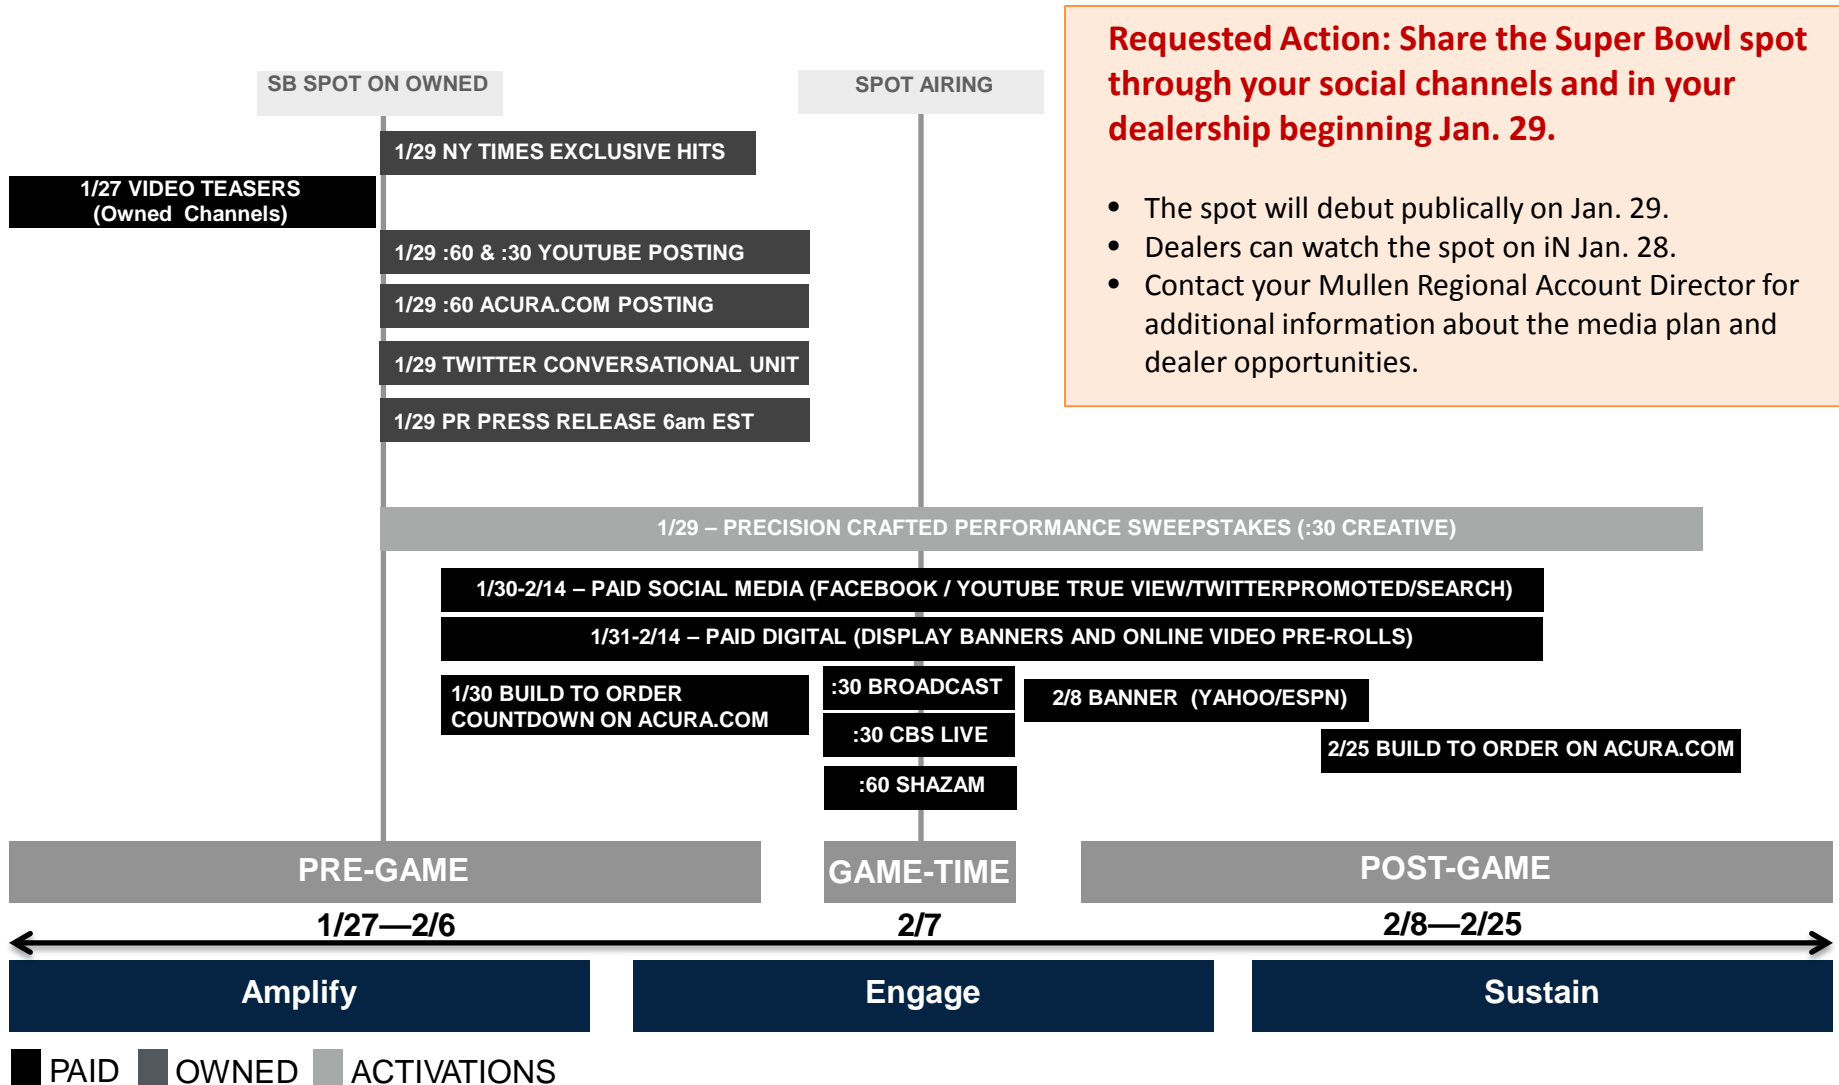 SB SPOT ON OWNED
SPOT AIRING
Requested Action: Share the Super Bowl spot
through your social channels and in your
dealership beginning Jan. 29.
• The spot will debut publically on Jan. 29.
• Dealers can watch the spot on iN Jan. 28.
• Contact your Mullen Regional Account Director for
additional information about the media plan and
dealer opportunities.
1/29 NY TIMES EXCLUSIVE HITS
1/27 VIDEO TEASERS
(Owned Channels)
1/29 :60 & :30 YOUTUBE POSTING
1/29 :60 ACURA.COM POSTING
1/29 TWITTER CONVERSATIONAL UNIT
1/29 PR PRESS RELEASE 6am EST
1/29 – PRECISION CRAFTED PERFORMANCE SWEEPSTAKES (:30 CREATIVE)
1/30-2/14 – PAID SOCIAL MEDIA (FACEBOOK / YOUTUBE TRUE VIEW/TWITTERPROMOTED/SEARCH)
1/31-2/14 – PAID DIGITAL (DISPLAY BANNERS AND ONLINE VIDEO PRE-ROLLS)
1/30 BUILD TO ORDER
COUNTDOWN ON ACURA.COM
:30 BROADCAST
2/8 BANNER (YAHOO/ESPN)
:30 CBS LIVE
2/25 BUILD TO ORDER ON ACURA.COM
:60 SHAZAM
PRE-GAME
GAME-TIME
POST-GAME
1/27—2/6
2/7
2/8—2/25
Amplify
Engage
Sustain
PAID
OWNED
ACTIVATIONS